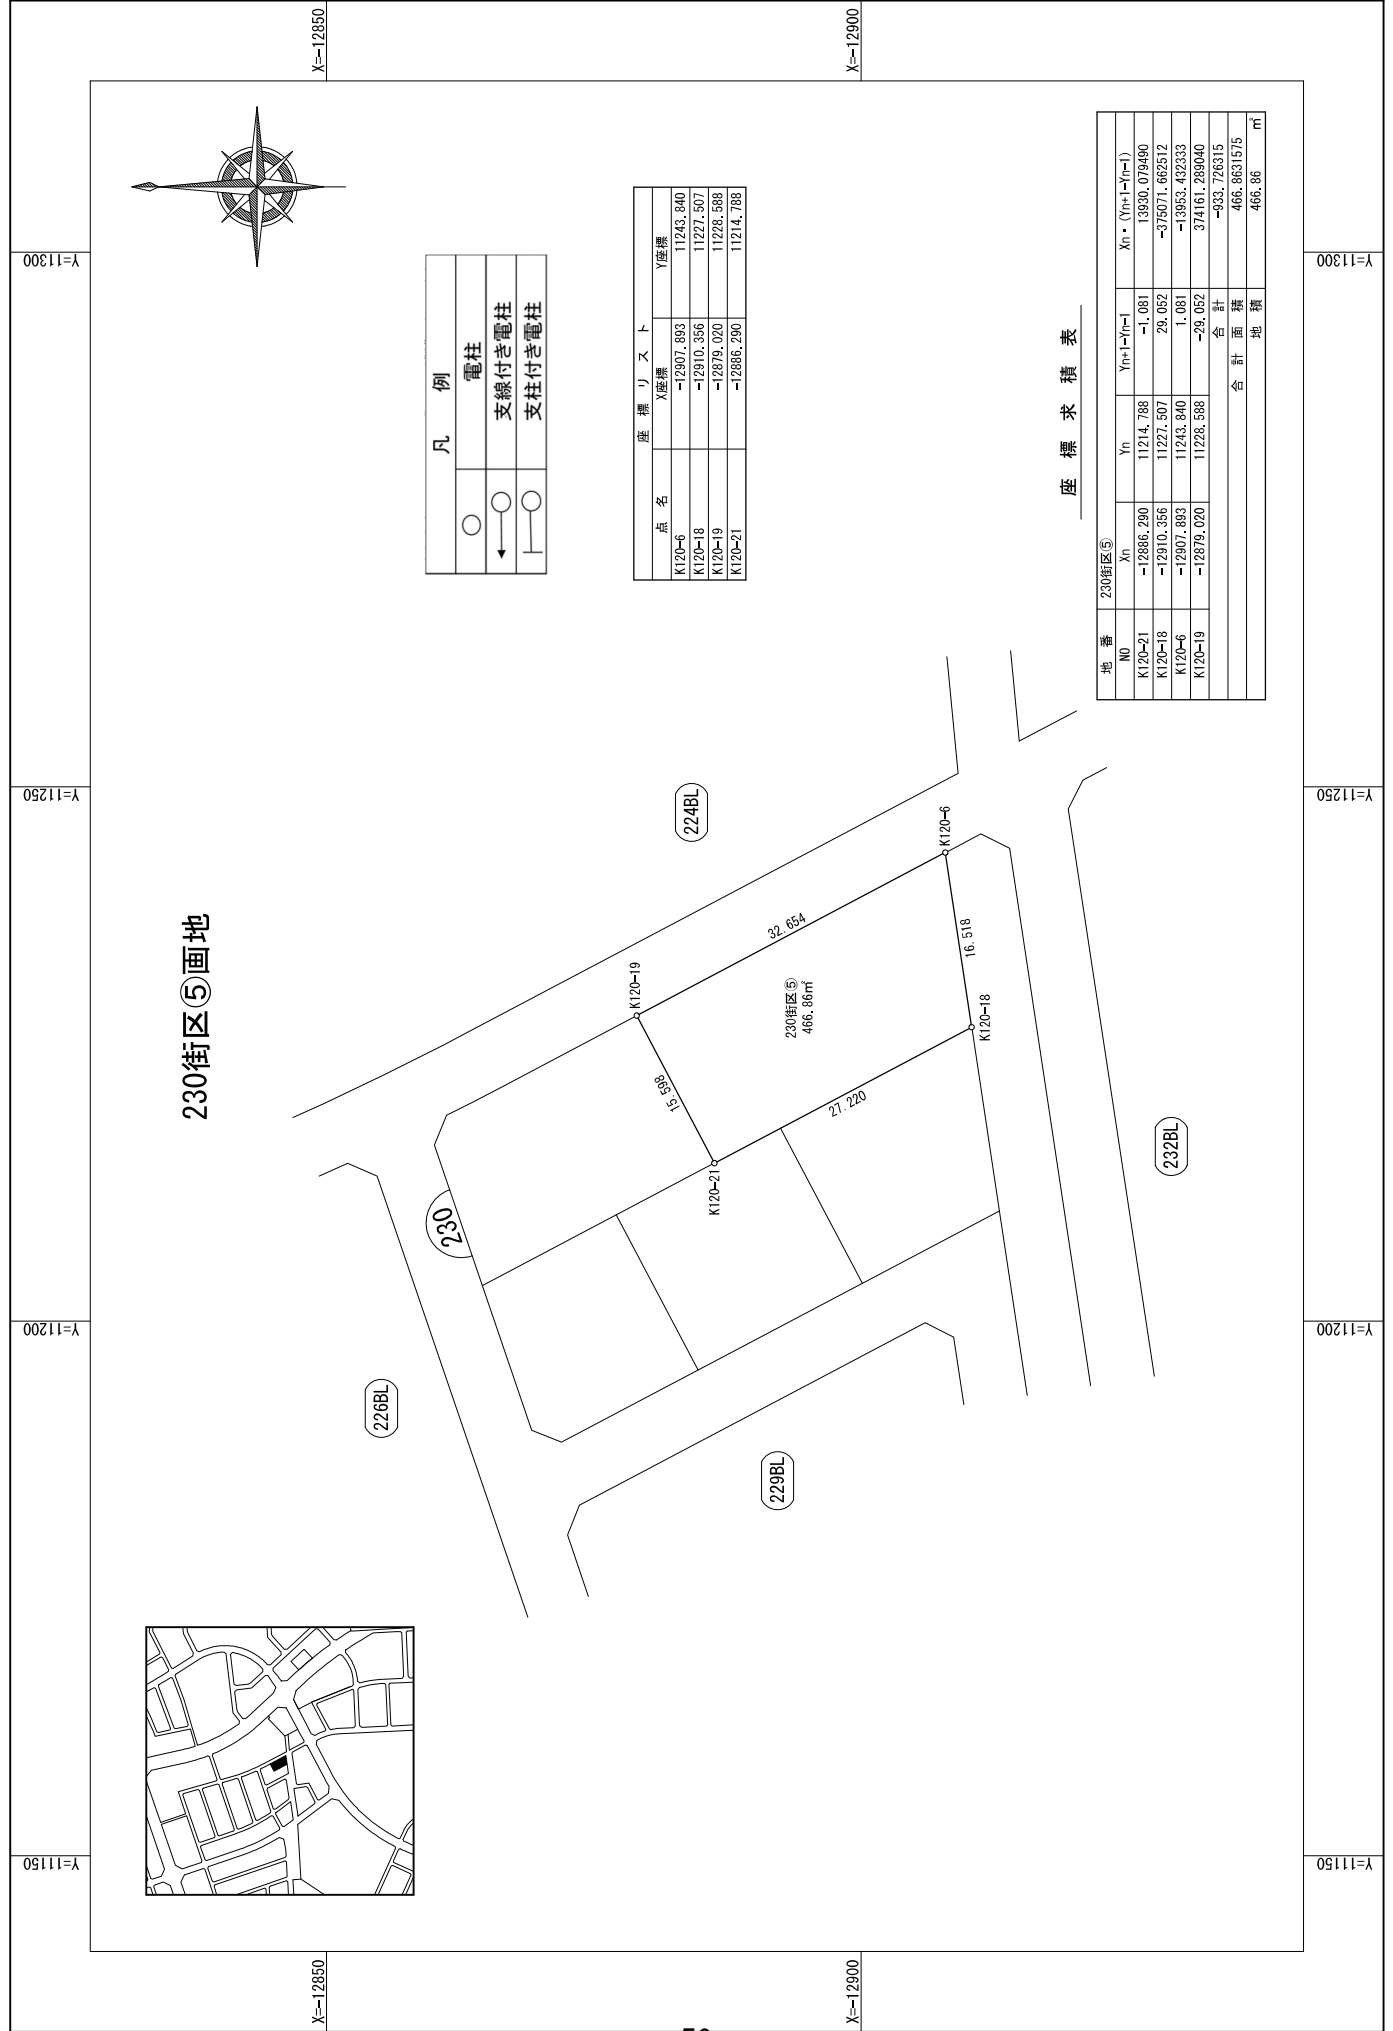 230街区⑤画地
X=-12850
X=-12900
Y=11300
Y=11250
Y=11200
Y=11150
Y=11300
Y=11250
Y=11200
Y=11150
X=-12850
X=-12900
凡 例
電柱
支線付き電柱
支柱付き電柱
座 標 リ ス ト
点 名 X座標 Y座標
K120-6 -12907.893 11243.840
K120-18 -12910.356 11227.507
K120-19 -12879.020 11228.588
K120-21 -12886.290 11214.788
座 標 求 積 表
地 番 230街区⑤
NO Xn Yn Yn+1-Yn-1 Xn・(Yn+1-Yn-1)
K120-21 -12886.290 11214.788 -1.081 13930.079490
K120-18 -12910.356 11227.507 29.052 -375071.662512
K120-6 -12907.893 11243.840 1.081 -13953.432333
K120-19 -12879.020 11228.588 -29.052 374161.289040
合 計 -933.726315
合 計 面 積 466.8631575
地 積 466.86 ㎡
226BL
230
224BL
229BL
232BL
K120-19
K120-6
K120-21
K120-18
32.654
16.518
15.598
27.220
230街区⑤
466.86㎡